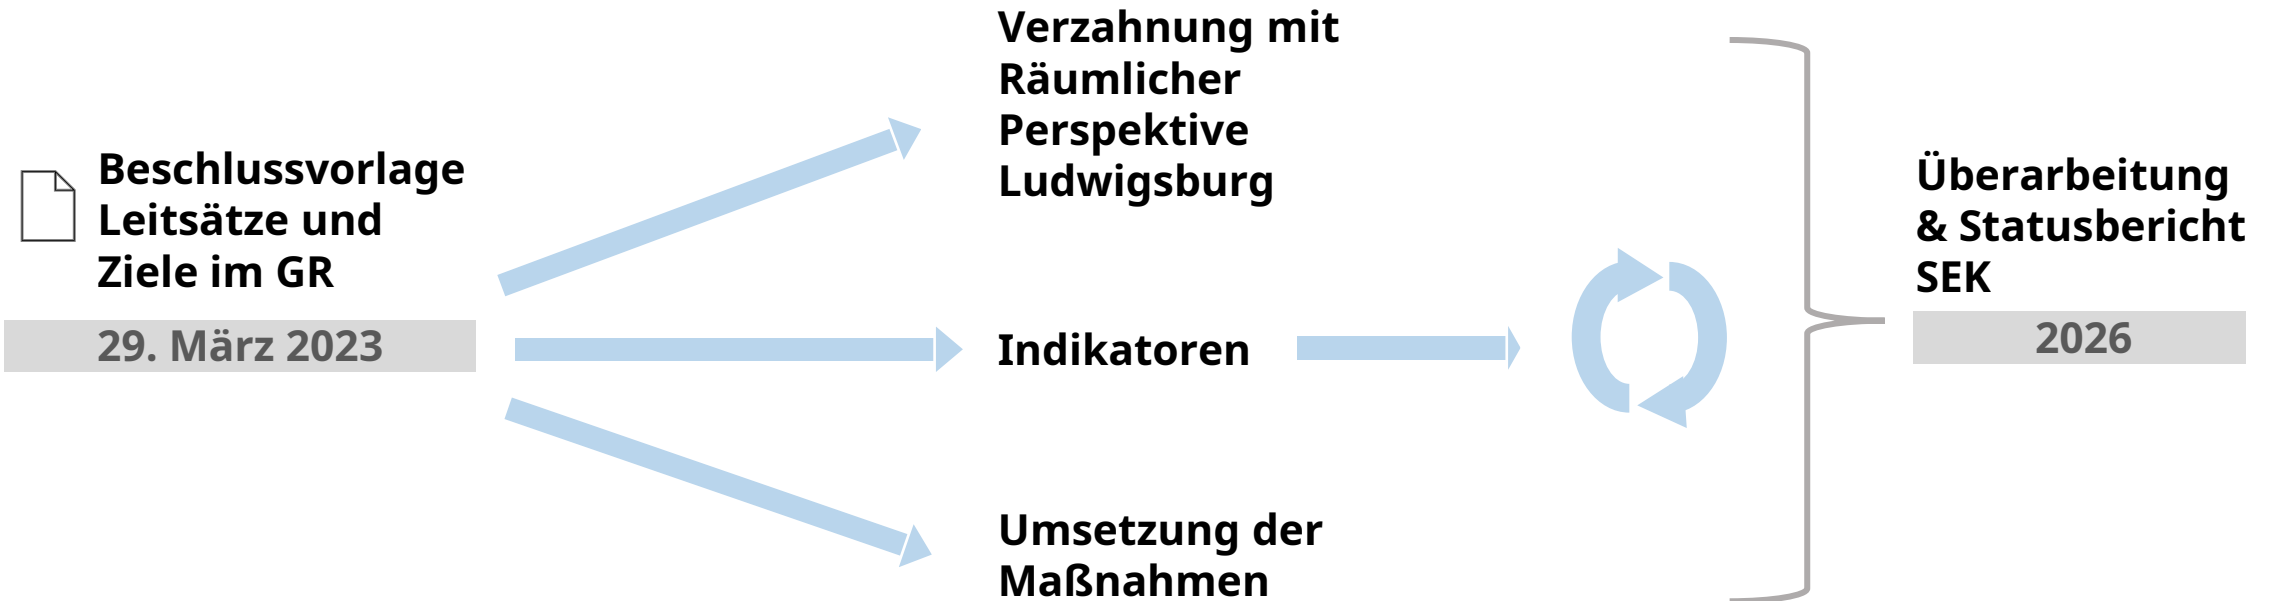 Beschlussvorlage
Leitsätze und
Ziele im GR
29. März 2023
Verzahnung mit
Räumlicher
Perspektive
Ludwigsburg
Indikatoren
Umsetzung der
Maßnahmen
Überarbeitung
& Statusbericht
SEK
2026